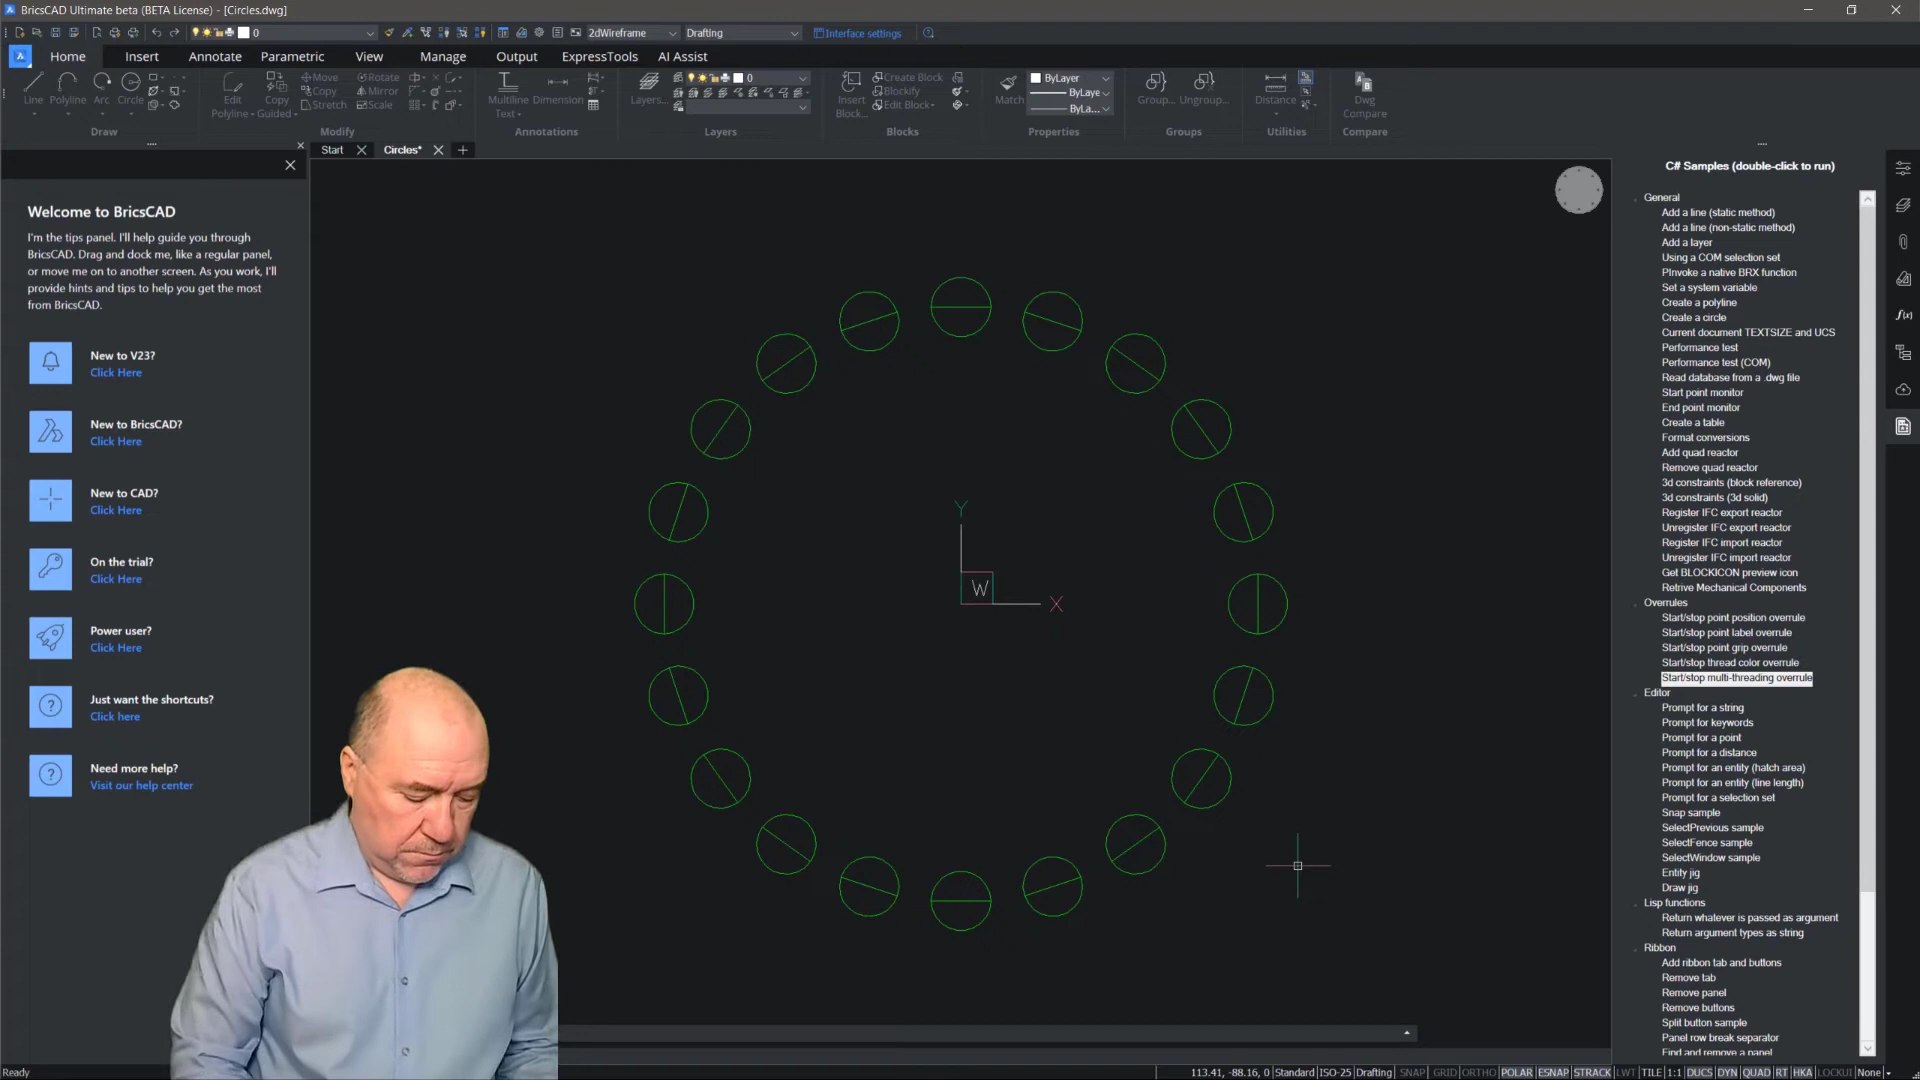 BricsCAD Ultimate beta (BETA License) - [Circles.dwg]
0
2dWireframe
Drafting
Interface settings
Home
Insert
Annotate
Parametric
View
Manage
Output
ExpressTools
AI Assist
Line
Polyline
Arc
Circle
Draw
Edit
Polyline
Copy
Guided
Move
Copy
Stretch
Rotate
Mirror
Scale
Modify
Multiline
Text
Dimension
Annotations
Layers...
0
Layers
Insert
Block...
Create Block
Blockify
Edit Block
Blocks
Match
ByLayer
ByLaye
ByLa...
Properties
Group...
Ungroup...
Groups
Distance
Utilities
Dwg
Compare
Compare
Start
Circles*
Welcome to BricsCAD
I'm the tips panel. I'll help guide you through
BricsCAD. Drag and dock me, like a regular panel,
or move me on to another screen. As you work, I'll
provide hints and tips to help you get the most
from BricsCAD.
New to V23?
Click Here
New to BricsCAD?
Click Here
New to CAD?
Click Here
On the trial?
Click Here
Power user?
Click Here
Just want the shortcuts?
Click here
Need more help?
Visit our help center
Y
W
X
C# Samples (double-click to run)
General
Add a line (static method)
Add a line (non-static method)
Add a layer
Using a COM selection set
PInvoke a native BRX function
Set a system variable
Create a polyline
Create a circle
Current document TEXTSIZE and UCS
Performance test
Performance test (COM)
Read database from a .dwg file
Start point monitor
End point monitor
Create a table
Format conversions
Add quad reactor
Remove quad reactor
3d constraints (block reference)
3d constraints (3d solid)
Register IFC export reactor
Unregister IFC export reactor
Register IFC import reactor
Unregister IFC import reactor
Get BLOCKICON preview icon
Retrive Mechanical Components
Overrules
Start/stop point position overrule
Start/stop point label overrule
Start/stop point grip overrule
Start/stop thread color overrule
Start/stop multi-threading overrule
Editor
Prompt for a string
Prompt for keywords
Prompt for a point
Prompt for a distance
Prompt for an entity (hatch area)
Prompt for an entity (line length)
Prompt for a selection set
Snap sample
SelectPrevious sample
SelectFence sample
SelectWindow sample
Entity jig
Draw jig
Lisp functions
Return whatever is passed as argument
Return argument types as string
Ribbon
Add ribbon tab and buttons
Remove tab
Remove panel
Remove buttons
Split button sample
Panel row break separator
Find and remove a panel
f(x)
Ready
113.41, -88.16, 0 Standard ISO-25 Drafting SNAP GRID ORTHO POLAR ESNAP STRACK LWT TILE 1:1 DUCS DYN QUAD RT HKA LOCKUI None